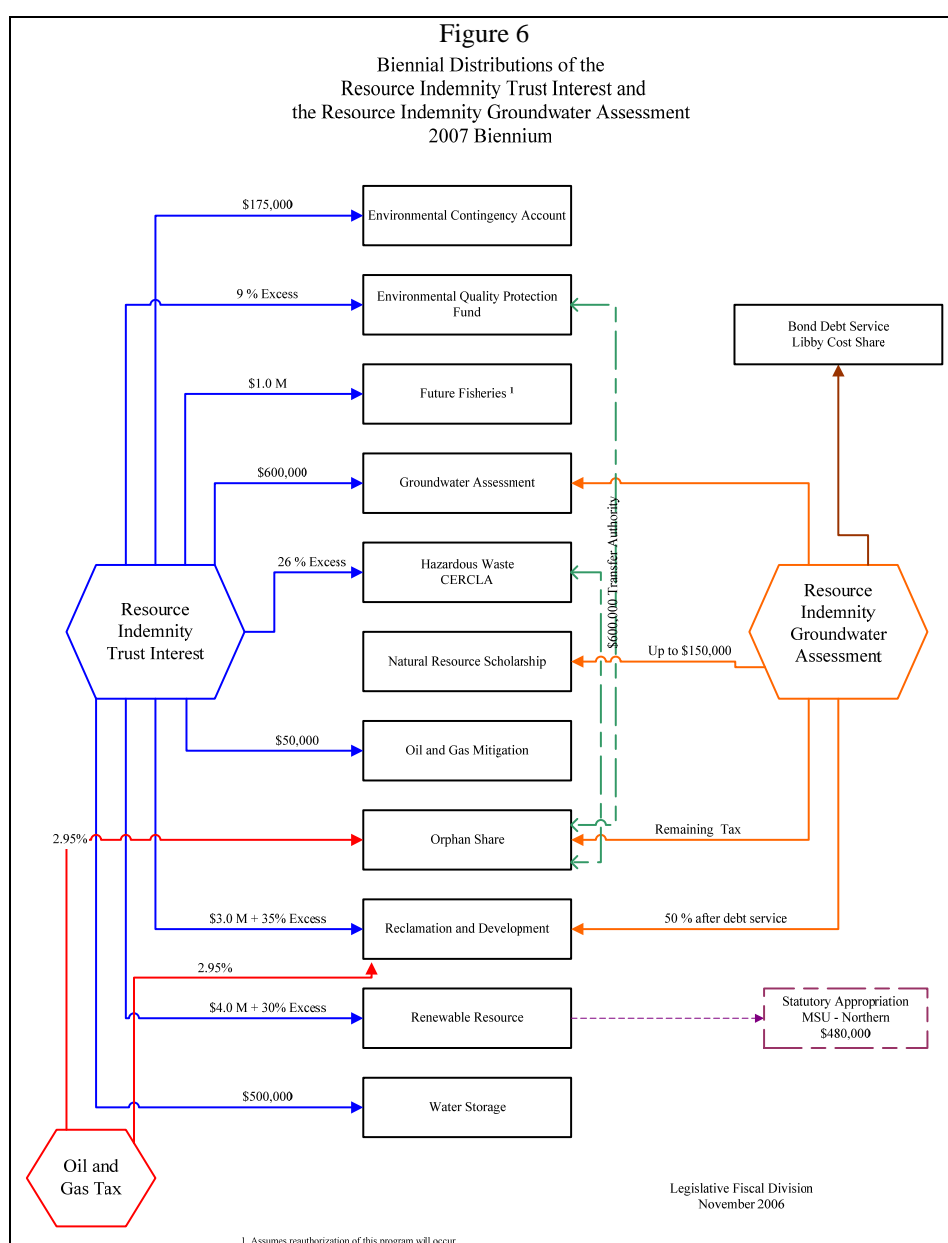 Figure 6
Biennial Distributions of the
Resource Indemnity Trust Interest and
the Resource Indemnity Groundwater Assessment
2007 Biennium
$175,000
Environmental Contingency Account
9 % Excess
Environmental Quality Protection
Fund
Bond Debt Service
Libby Cost Share
$1.0 M
Future Fisheries 1
$600,000
Groundwater Assessment
$600,000 Transfer Authority
26 % Excess
Hazardous Waste
CERCLA
Resource
Indemnity
Trust Interest
Resource
Indemnity
Groundwater
Assessment
Natural Resource Scholarship
Up to $150,000
$50,000
Oil and Gas Mitigation
2.95%
Orphan Share
Remaining Tax
$3.0 M + 35% Excess
Reclamation and Development
50 % after debt service
2.95%
$4.0 M + 30% Excess
Renewable Resource
Statutory Appropriation
MSU - Northern
$480,000
$500,000
Water Storage
Oil and
Gas Tax
Legislative Fiscal Division
November 2006
1 Assumes reauthorization of this program will occur